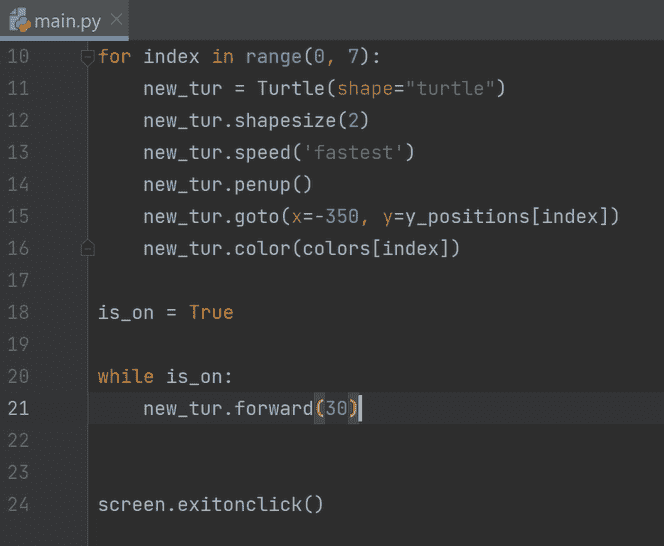 main.py
10 for index in range(0, 7):
11     new_tur = Turtle(shape="turtle")
12     new_tur.shapesize(2)
13     new_tur.speed('fastest')
14     new_tur.penup()
15     new_tur.goto(x=-350, y=y_positions[index])
16     new_tur.color(colors[index])
17
18 is_on = True
19
20 while is_on:
21     new_tur.forward(30)
22
23
24 screen.exitonclick()